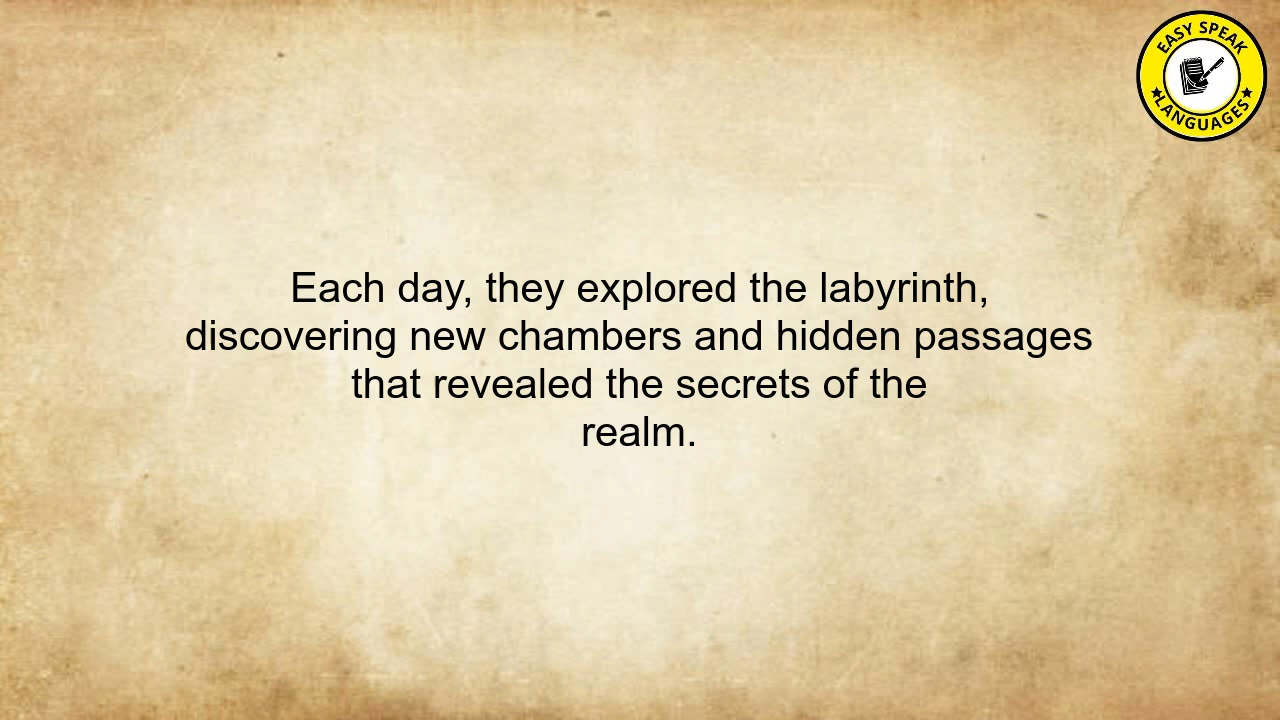 EASY SPEAK
LANGUAGES
Each day, they explored the labyrinth,
discovering new chambers and hidden passages
that revealed the secrets of the
realm.